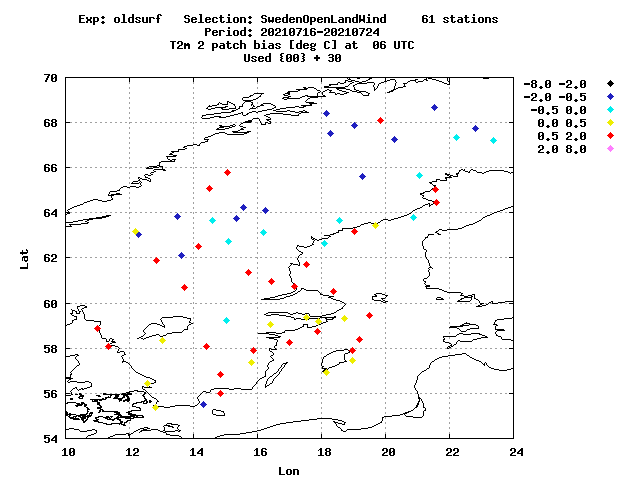 Exp: oldsurf   Selection: SwedenOpenLandWind     61 stations
Period: 20210716-20210724
T2m 2 patch bias [deg C] at  06 UTC
Used {00} + 30
-8.0 -2.0
-2.0 -0.5
-0.5 0.0
0.0 0.5
0.5 2.0
2.0 8.0
70
68
66
64
62
60
58
56
54
Lat
10 12 14 16 18 20 22 24
Lon